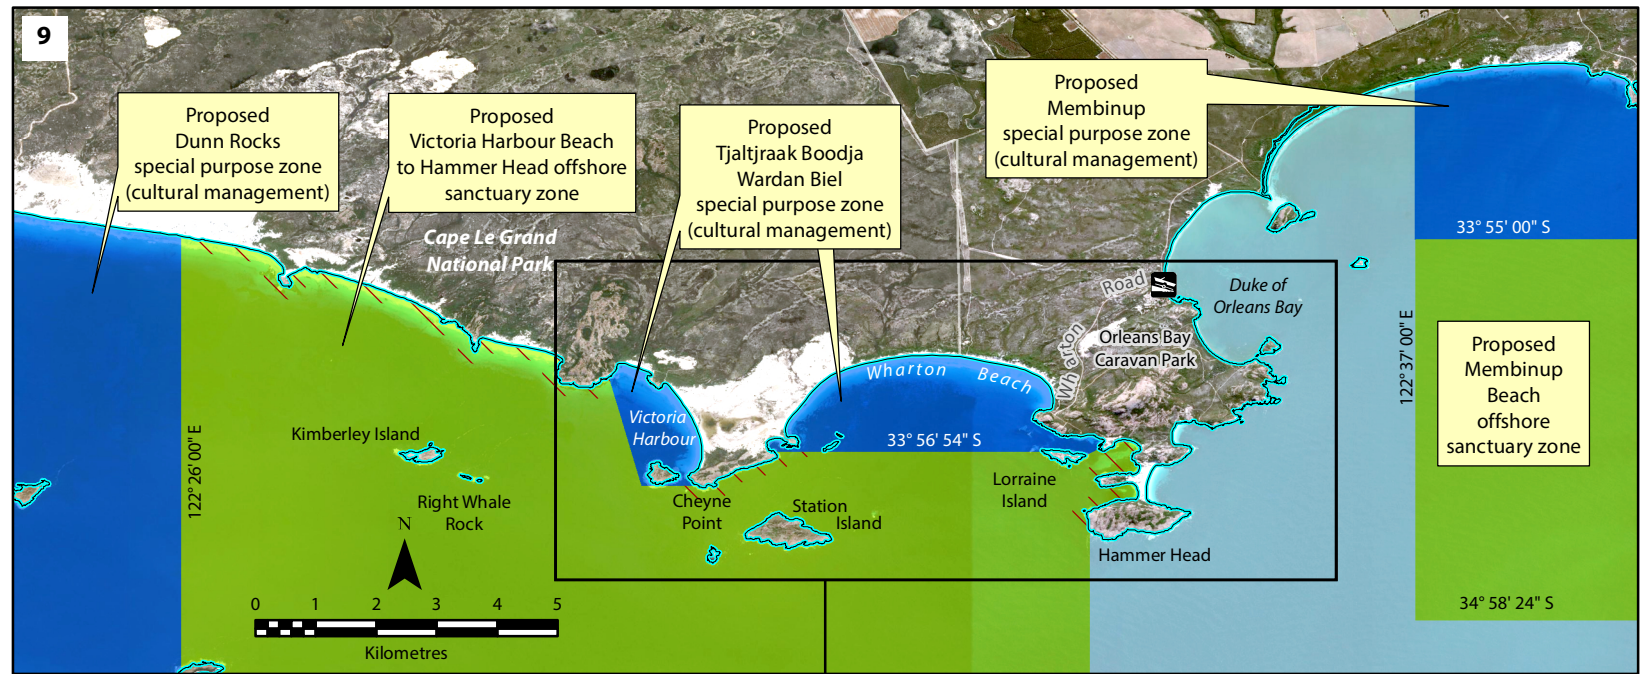 9
Proposed
Dunn Rocks
special purpose zone
(cultural management)
Proposed
Victoria Harbour Beach
to Hammer Head offshore
sanctuary zone
Proposed
Tjaltjraak Boodja
Wardan Biel
special purpose zone
(cultural management)
Proposed
Membinup
special purpose zone
(cultural management)
Cape Le Grand
National Park
33° 55' 00" S
Duke of
Orleans Bay
Wharton Road
Orleans Bay
Caravan Park
122° 37' 00" E
Proposed
Membinup
Beach
offshore
sanctuary zone
Wharton Beach
Victoria
Harbour
33° 56' 54" S
Kimberley Island
122° 26' 00" E
Right Whale
Rock
Cheyne
Point
Station
Island
Lorraine
Island
Hammer Head
34° 58' 24" S
N
0 1 2 3 4 5
Kilometres